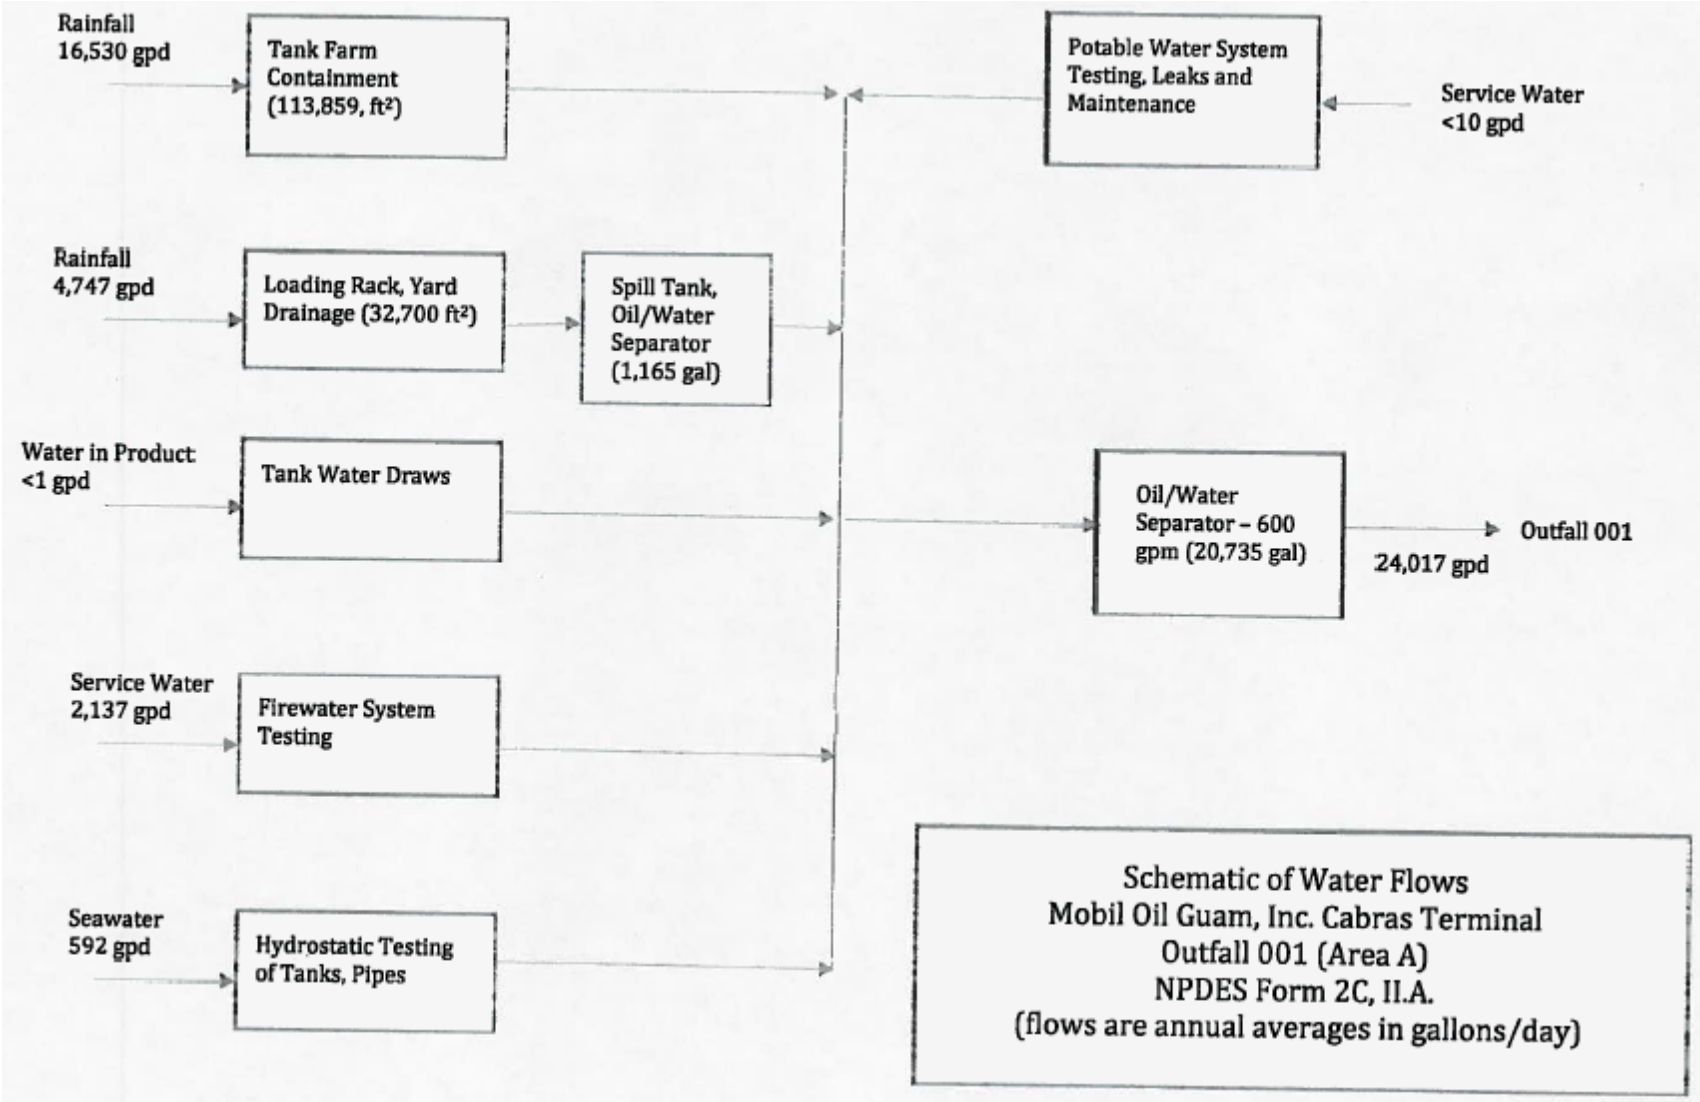 Rainfall
16,530 gpd
Tank Farm
Containment
(113,859, ft²)
Potable Water System
Testing, Leaks and
Maintenance
Service Water
<10 gpd
Rainfall
4,747 gpd
Loading Rack, Yard
Drainage (32,700 ft²)
Spill Tank,
Oil/Water
Separator
(1,165 gal)
Water in Product
<1 gpd
Tank Water Draws
Oil/Water
Separator – 600
gpm (20,735 gal)
24,017 gpd
Outfall 001
Service Water
2,137 gpd
Firewater System
Testing
Seawater
592 gpd
Hydrostatic Testing
of Tanks, Pipes
Schematic of Water Flows
Mobil Oil Guam, Inc. Cabras Terminal
Outfall 001 (Area A)
NPDES Form 2C, II.A.
(flows are annual averages in gallons/day)